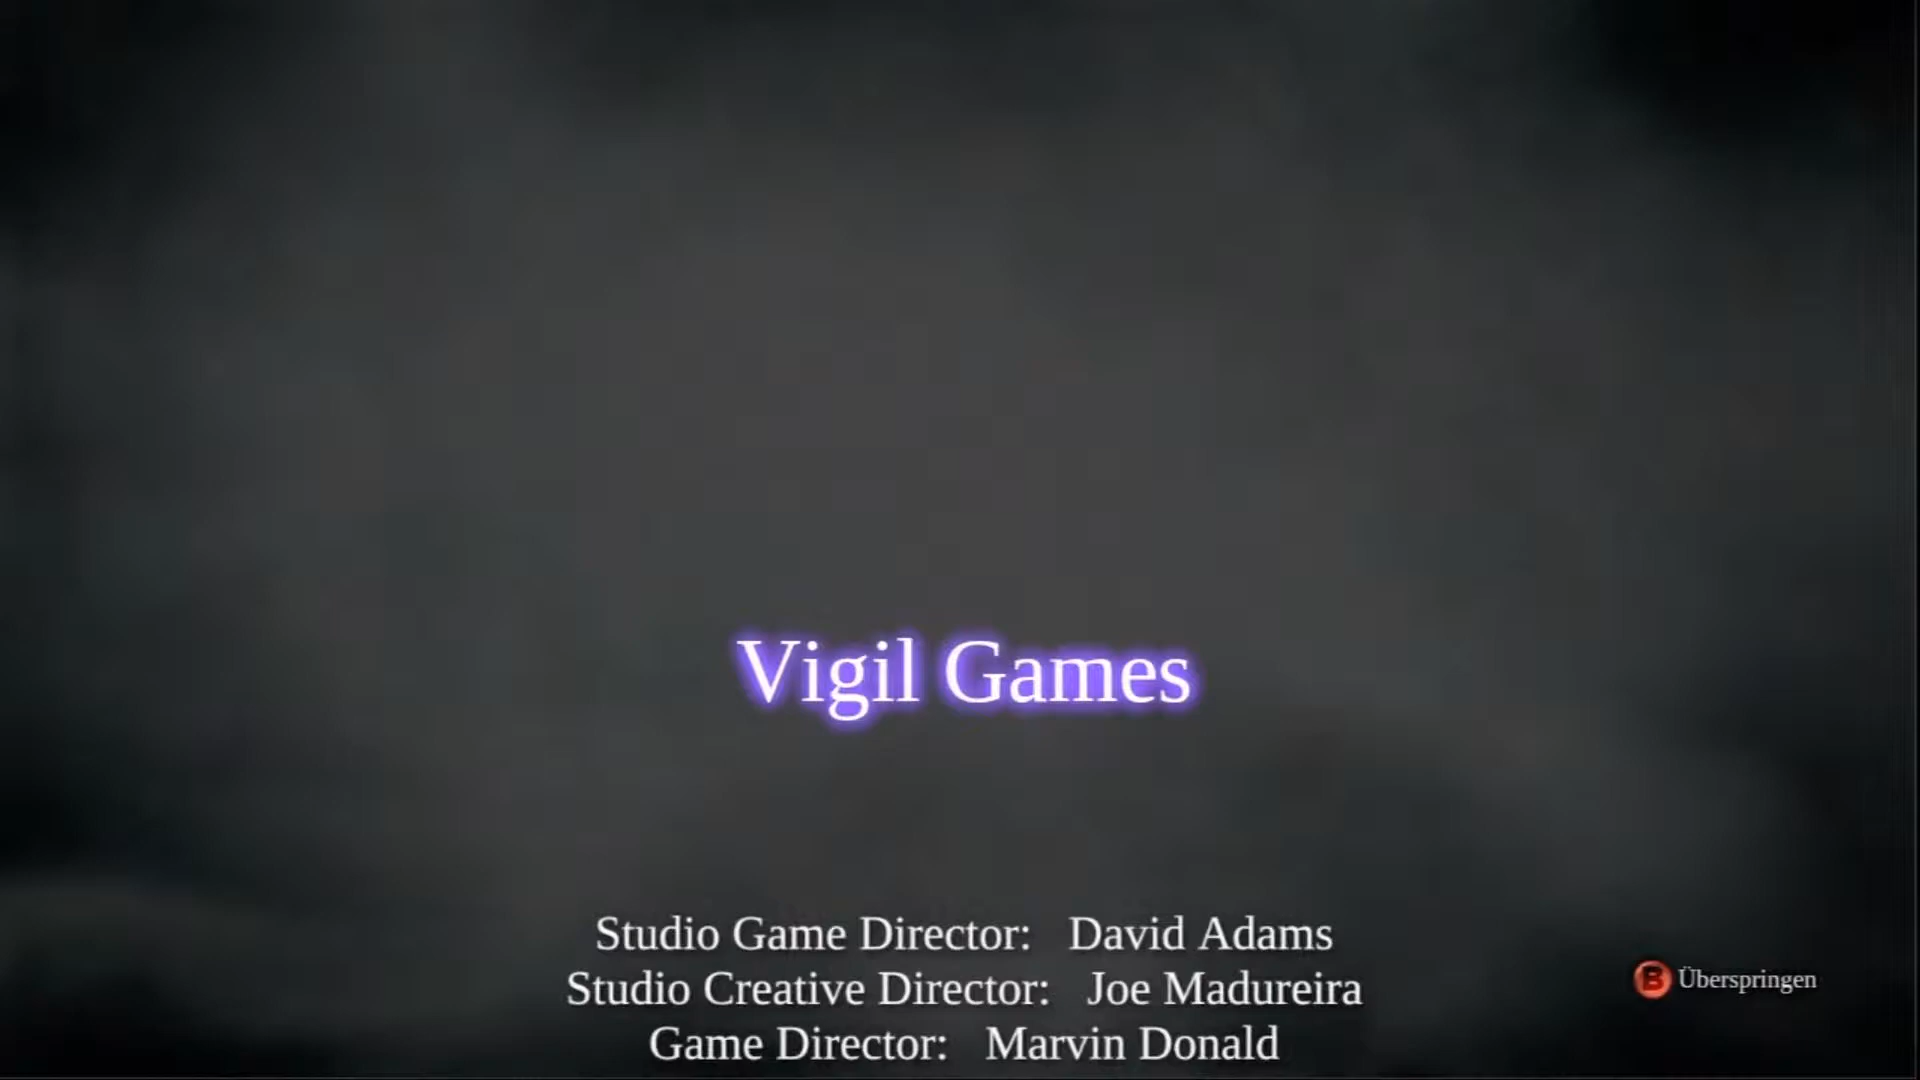 Vigil Games
Studio Game Director: David Adams
Studio Creative Director: Joe Madureira
Game Director: Marvin Donald
B Überspringen